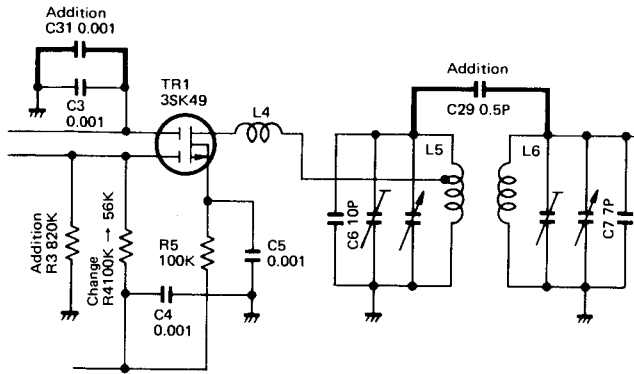 Addition
C31 0.001
C3
0.001
TR1
3SK49
L4
Addition
C29 0.5P
L5
L6
C6 10P
C7 7P
Addition
R3 820K
Change
R4100K → 56K
R5
100K
C5
0.001
C4
0.001